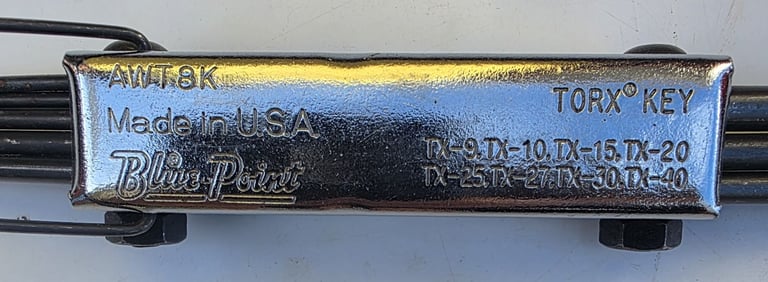 AWT8K
Made in U.S.A.
Blue-Point
TORX® KEY
TX-9, TX-10, TX-15, TX-20
TX-25, TX-27, TX-30, TX-40